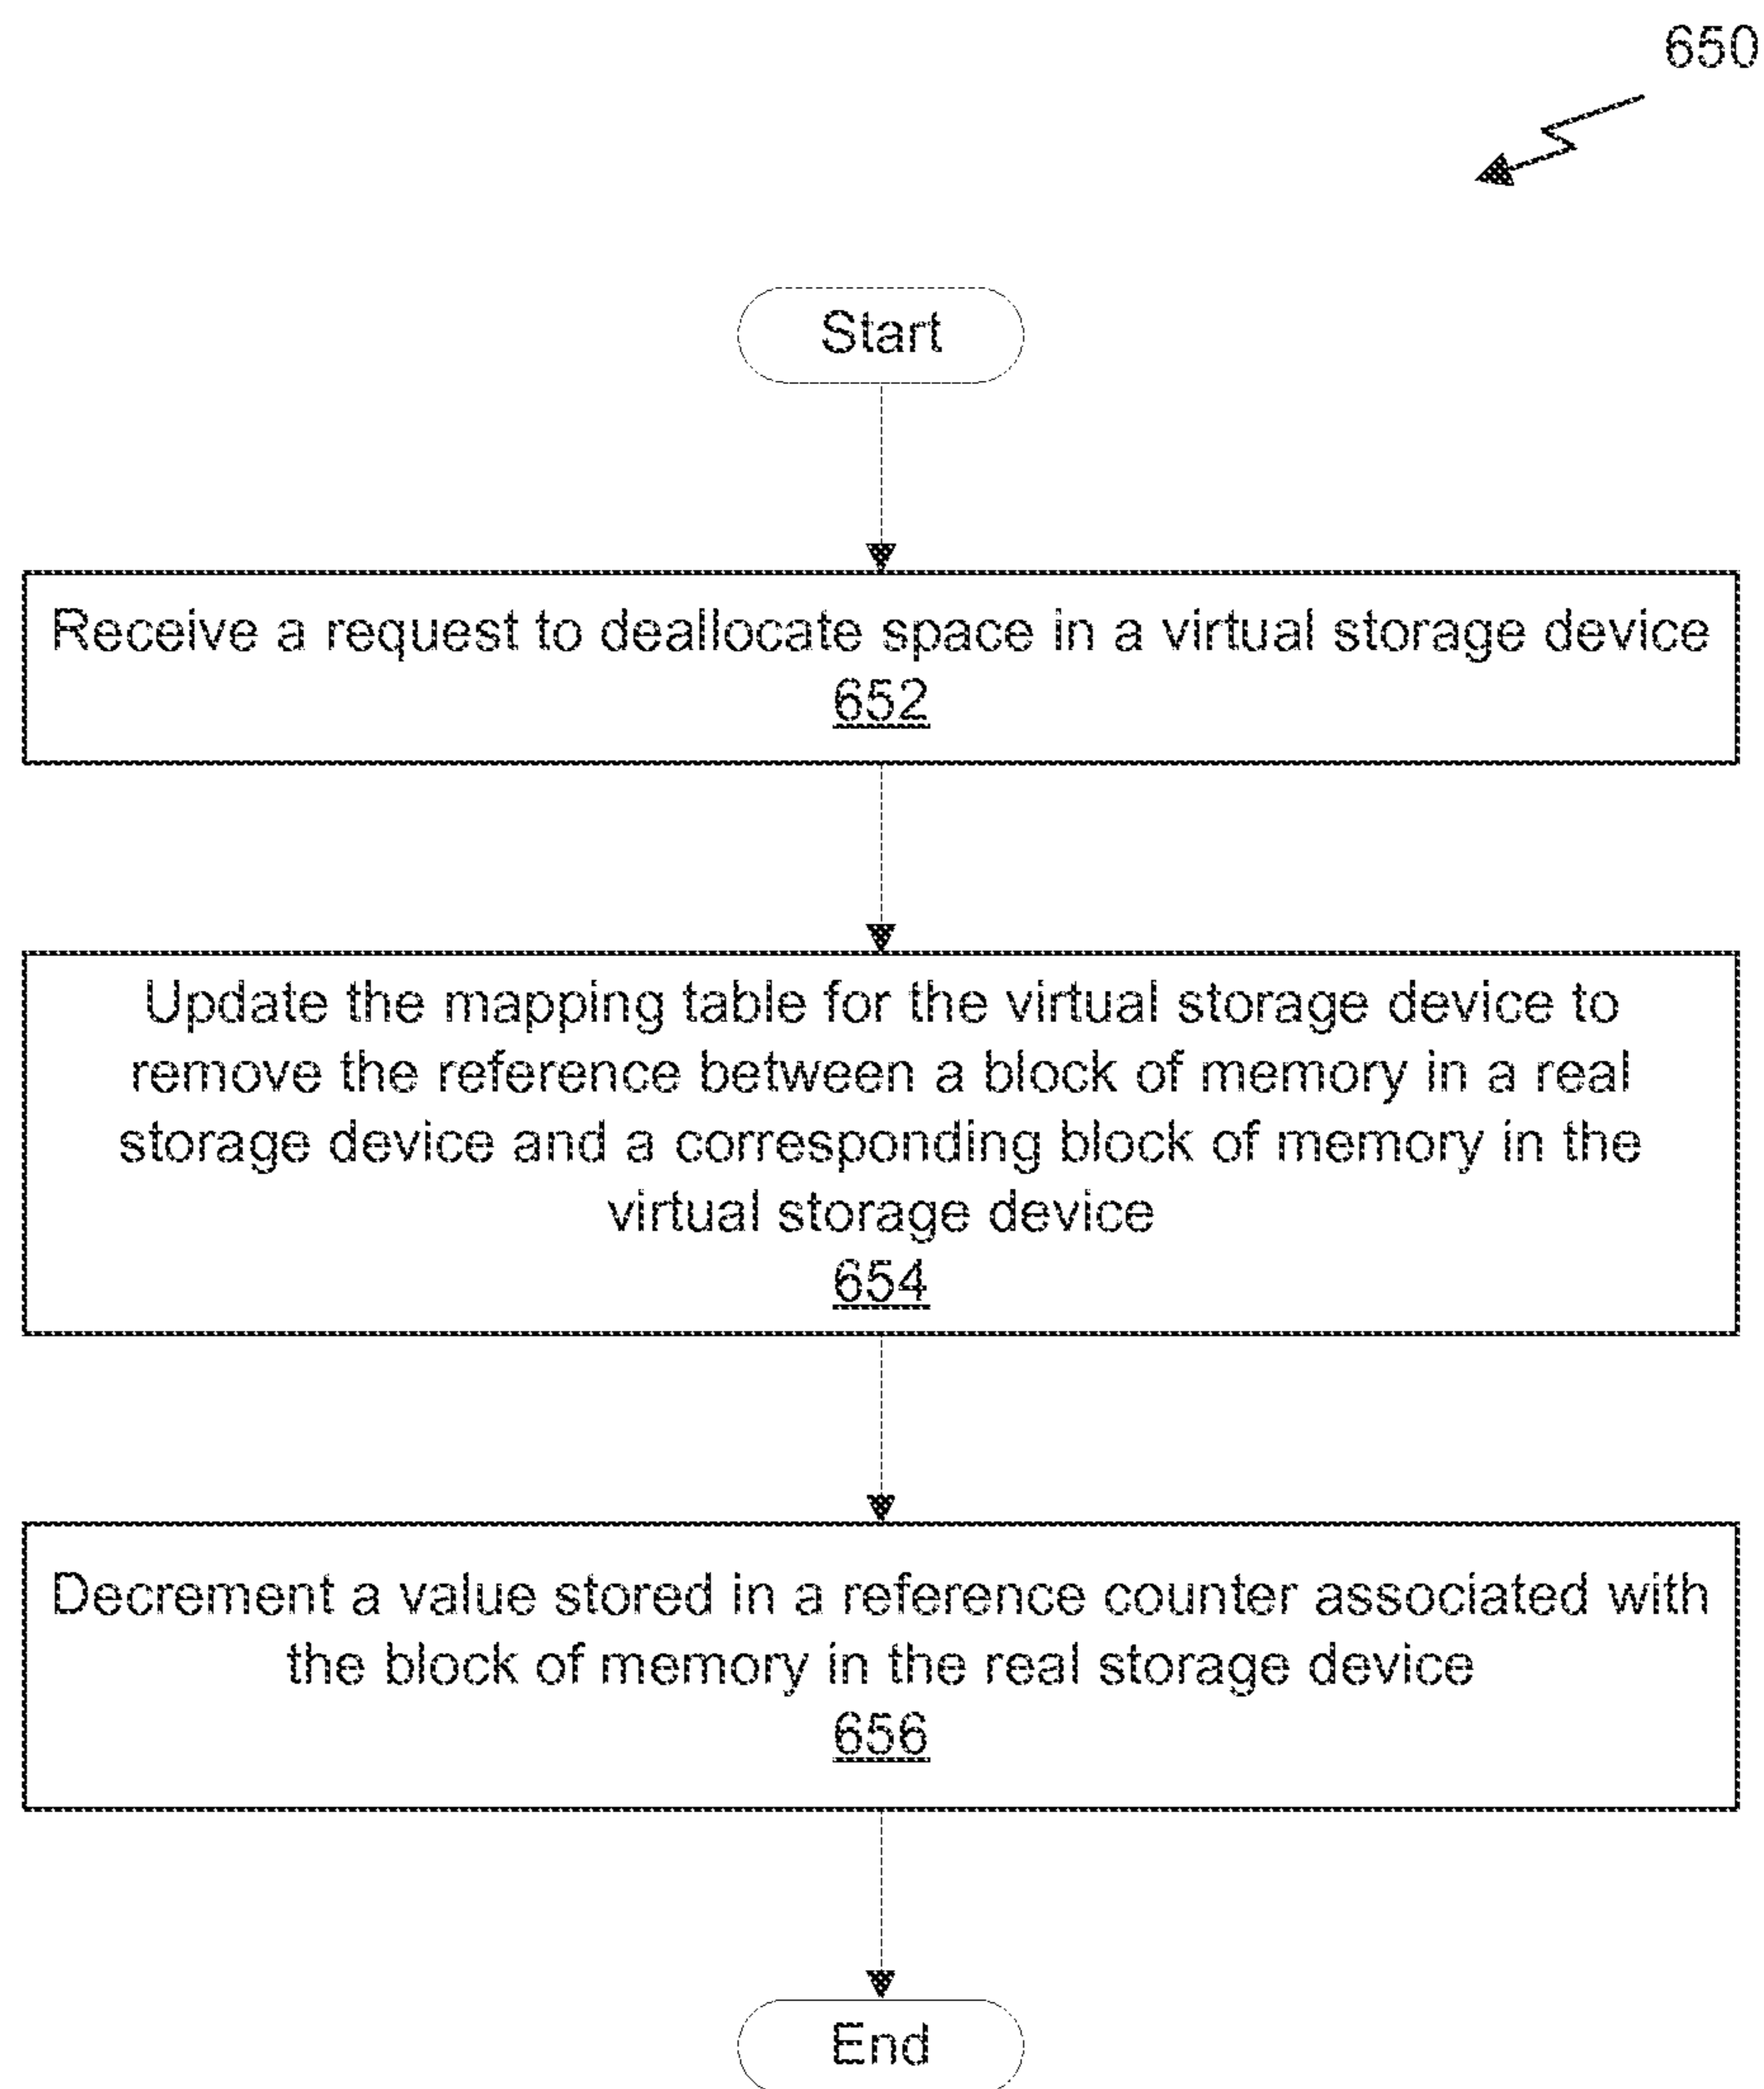 650
Start
Receive a request to deallocate space in a virtual storage device
652
Update the mapping table for the virtual storage device to
remove the reference between a block of memory in a real
storage device and a corresponding block of memory in the
virtual storage device
654
Decrement a value stored in a reference counter associated with
the block of memory in the real storage device
656
End